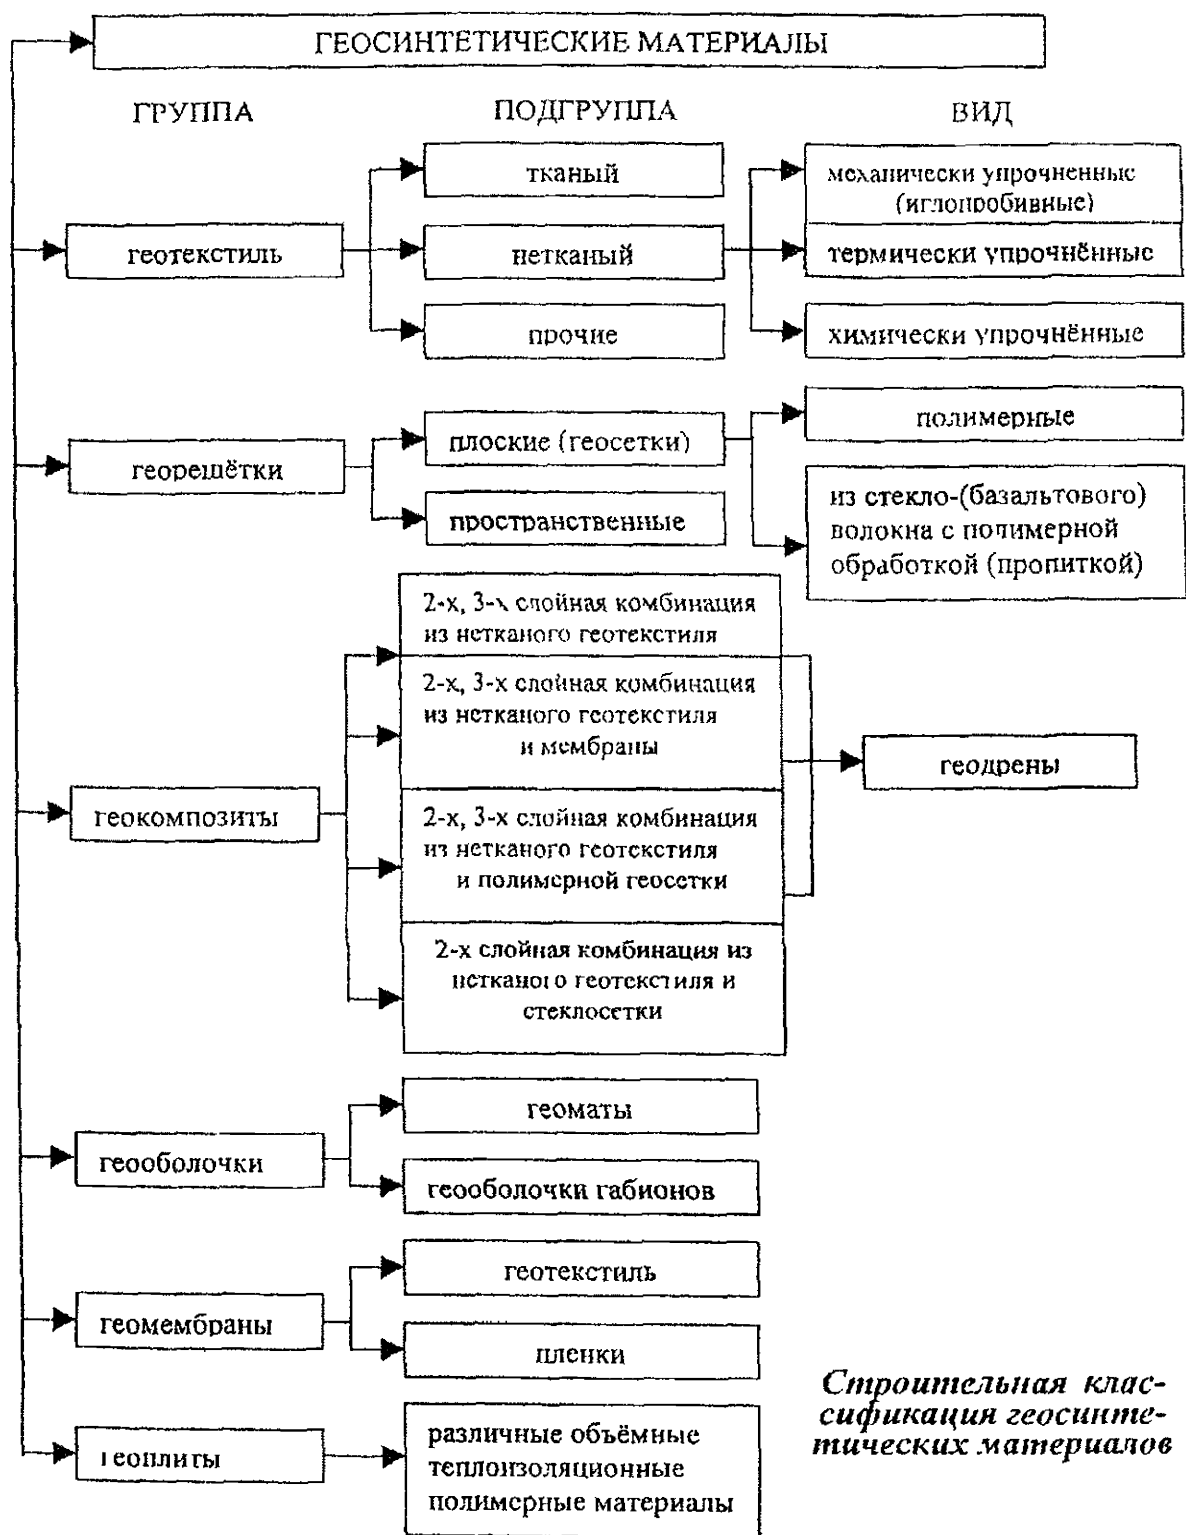 ГЕОСИНТЕТИЧЕСКИЕ МАТЕРИАЛЫ
ГРУППА
ПОДГРУППА
ВИД
геотекстиль
тканый
нетканый
прочие
механически упрочненные
(иглопробивные)
термически упрочнённые
химически упрочнённые
георешётки
плоские (геосетки)
пространственные
полимерные
из стекло-(базальтового)
волокна с полимерной
обработкой (пропиткой)
геокомпозиты
2-х, 3-х слойная комбинация
из нетканого геотекстиля
2-х, 3-х слойная комбинация
из нетканого геотекстиля
и мембраны
2-х, 3-х слойная комбинация
из нетканого геотекстиля
и полимерной геосетки
2-х слойная комбинация из
нетканого геотекстиля и
стеклосетки
геодрены
геооболочки
геоматы
геооболочки габионов
геомембраны
геотекстиль
пленки
геоплиты
различные объёмные
теплоизоляционные
полимерные материалы
Строительная клас-
сификация геосинте-
тических материалов